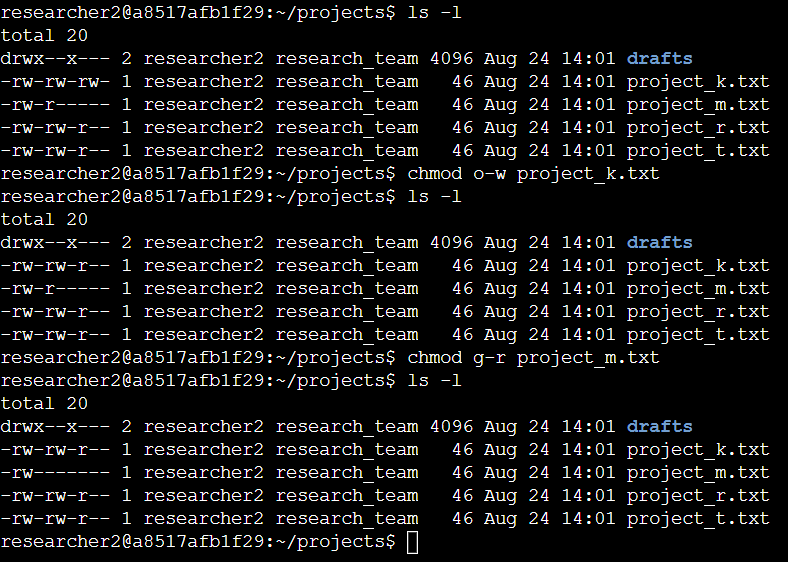 researcher2@a8517afb1f29:~/projects$ ls -l
total 20
drwx--x--- 2 researcher2 research_team 4096 Aug 24 14:01 drafts
-rw-rw-rw- 1 researcher2 research_team   46 Aug 24 14:01 project_k.txt
-rw-r----- 1 researcher2 research_team   46 Aug 24 14:01 project_m.txt
-rw-rw-r-- 1 researcher2 research_team   46 Aug 24 14:01 project_r.txt
-rw-rw-r-- 1 researcher2 research_team   46 Aug 24 14:01 project_t.txt
researcher2@a8517afb1f29:~/projects$ chmod o-w project_k.txt
researcher2@a8517afb1f29:~/projects$ ls -l
total 20
drwx--x--- 2 researcher2 research_team 4096 Aug 24 14:01 drafts
-rw-rw-r-- 1 researcher2 research_team   46 Aug 24 14:01 project_k.txt
-rw-r----- 1 researcher2 research_team   46 Aug 24 14:01 project_m.txt
-rw-rw-r-- 1 researcher2 research_team   46 Aug 24 14:01 project_r.txt
-rw-rw-r-- 1 researcher2 research_team   46 Aug 24 14:01 project_t.txt
researcher2@a8517afb1f29:~/projects$ chmod g-r project_m.txt
researcher2@a8517afb1f29:~/projects$ ls -l
total 20
drwx--x--- 2 researcher2 research_team 4096 Aug 24 14:01 drafts
-rw-rw-r-- 1 researcher2 research_team   46 Aug 24 14:01 project_k.txt
-rw------- 1 researcher2 research_team   46 Aug 24 14:01 project_m.txt
-rw-rw-r-- 1 researcher2 research_team   46 Aug 24 14:01 project_r.txt
-rw-rw-r-- 1 researcher2 research_team   46 Aug 24 14:01 project_t.txt
researcher2@a8517afb1f29:~/projects$